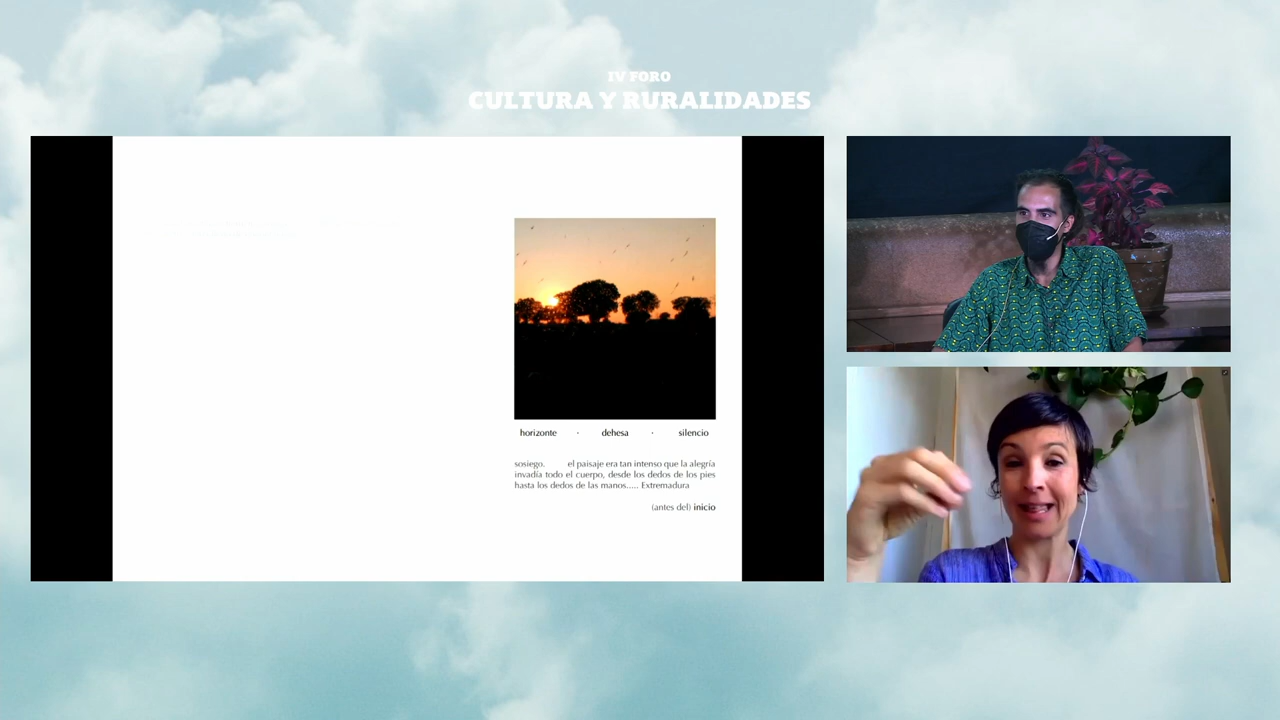 IV FORO
CULTURA Y RURALIDADES
horizonte · dehesa · silencio
sosiego. el paisaje era tan intenso que la alegría
invadía todo el cuerpo, desde los dedos de los pies
hasta los dedos de las manos..... Extremadura
(antes del) inicio